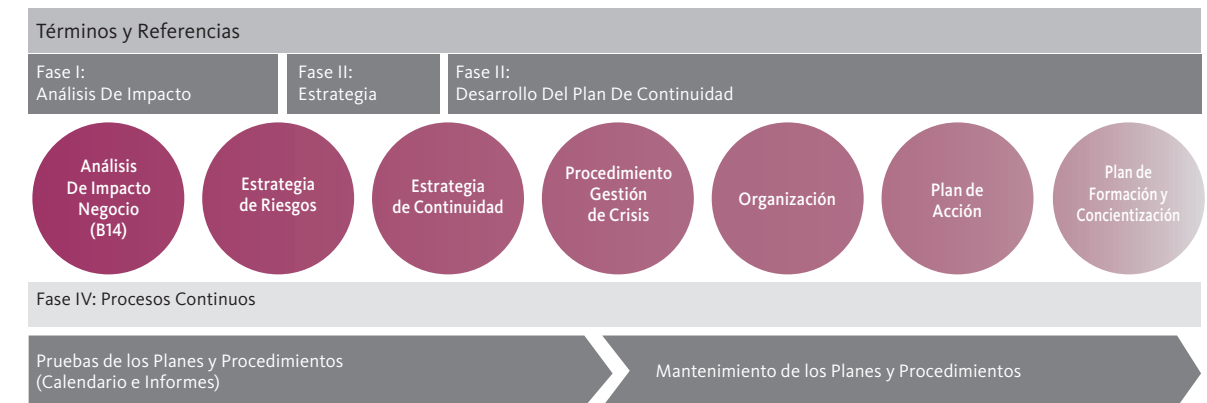 Términos y Referencias
Fase I:
Análisis De Impacto
Fase II:
Estrategia
Fase II:
Desarrollo Del Plan De Continuidad
Análisis
De Impacto
Negocio
(B14)
Estrategia
de Riesgos
Estrategia
de Continuidad
Procedimiento
Gestión
de Crisis
Organización
Plan de
Acción
Plan de
Formación y
Concientización
Fase IV: Procesos Continuos
Pruebas de los Planes y Procedimientos
(Calendario e Informes)
Mantenimiento de los Planes y Procedimientos